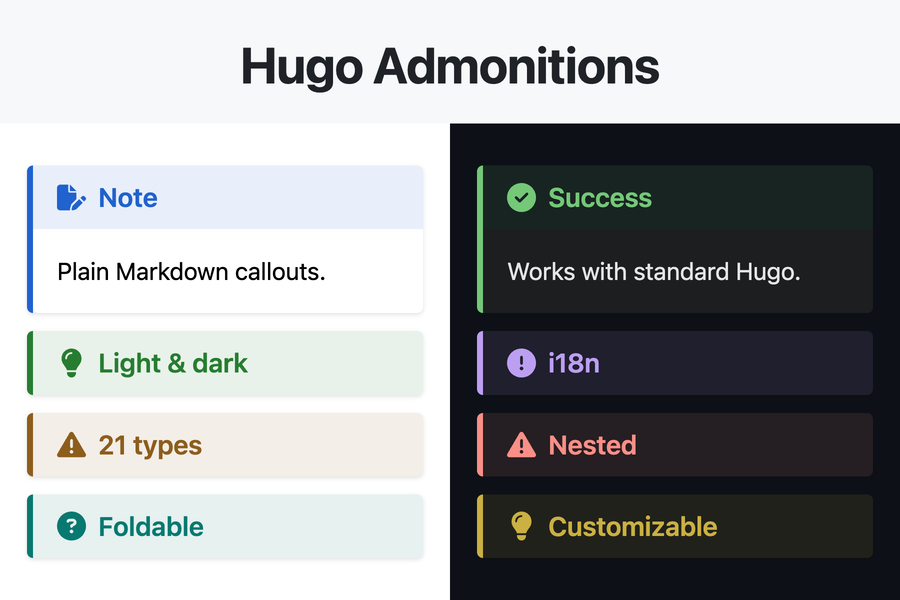 Hugo Admonitions
Note
Plain Markdown callouts.
Light & dark
21 types
Foldable
Success
Works with standard Hugo.
i18n
Nested
Customizable